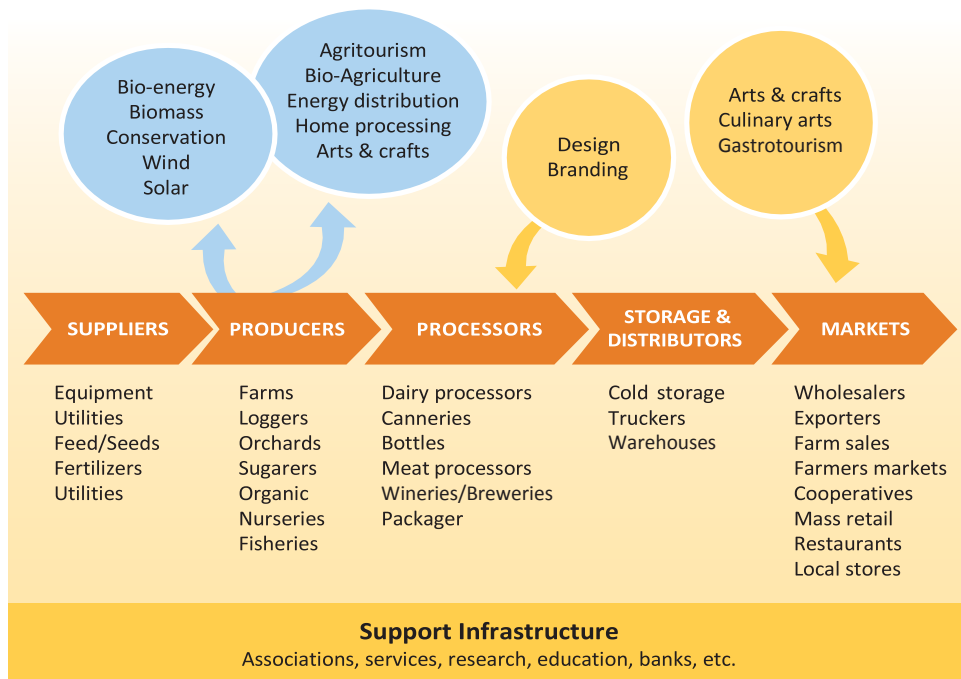 Bio-energy
Biomass
Conservation
Wind
Solar
Agritourism
Bio-Agriculture
Energy distribution
Home processing
Arts & crafts
Design
Branding
Arts & crafts
Culinary arts
Gastrotourism
SUPPLIERS
PRODUCERS
PROCESSORS
STORAGE &
DISTRIBUTORS
MARKETS
Equipment
Utilities
Feed/Seeds
Fertilizers
Utilities
Farms
Loggers
Orchards
Sugarers
Organic
Nurseries
Fisheries
Dairy processors
Canneries
Bottles
Meat processors
Wineries/Breweries
Packager
Cold storage
Truckers
Warehouses
Wholesalers
Exporters
Farm sales
Farmers markets
Cooperatives
Mass retail
Restaurants
Local stores
Support Infrastructure
Associations, services, research, education, banks, etc.